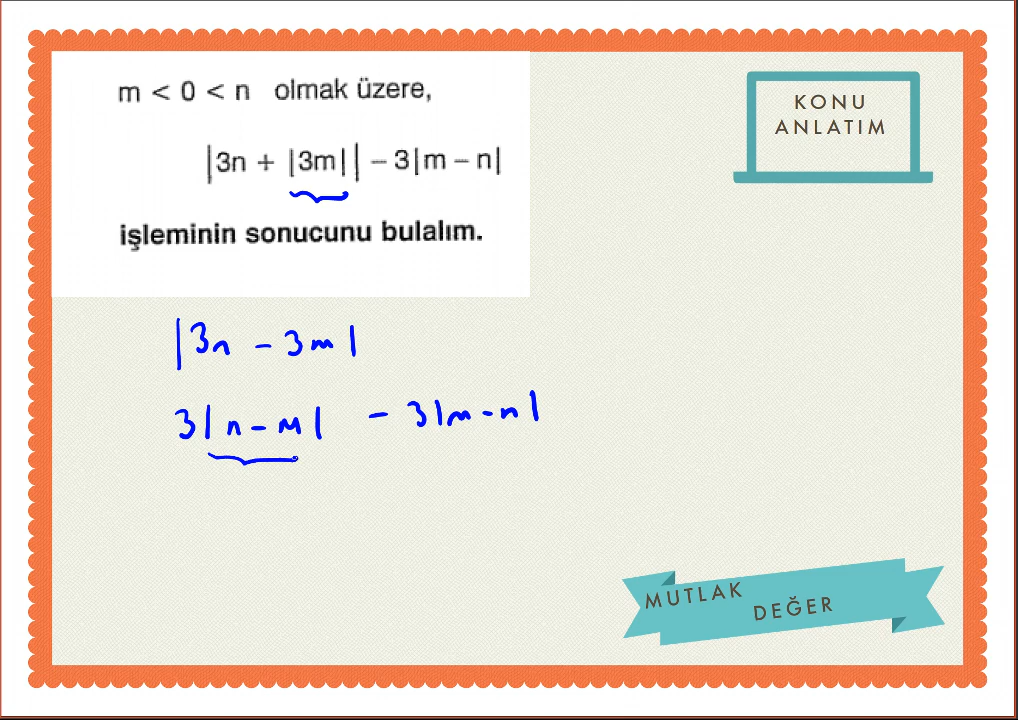 m < 0 < n olmak üzere,
|3n + |3m|| − 3|m − n|
işleminin sonucunu bulalım.
KONU
ANLATIM
|3n - 3m|
3|n - m| - 3|m - n|
MUTLAK
DEĞER